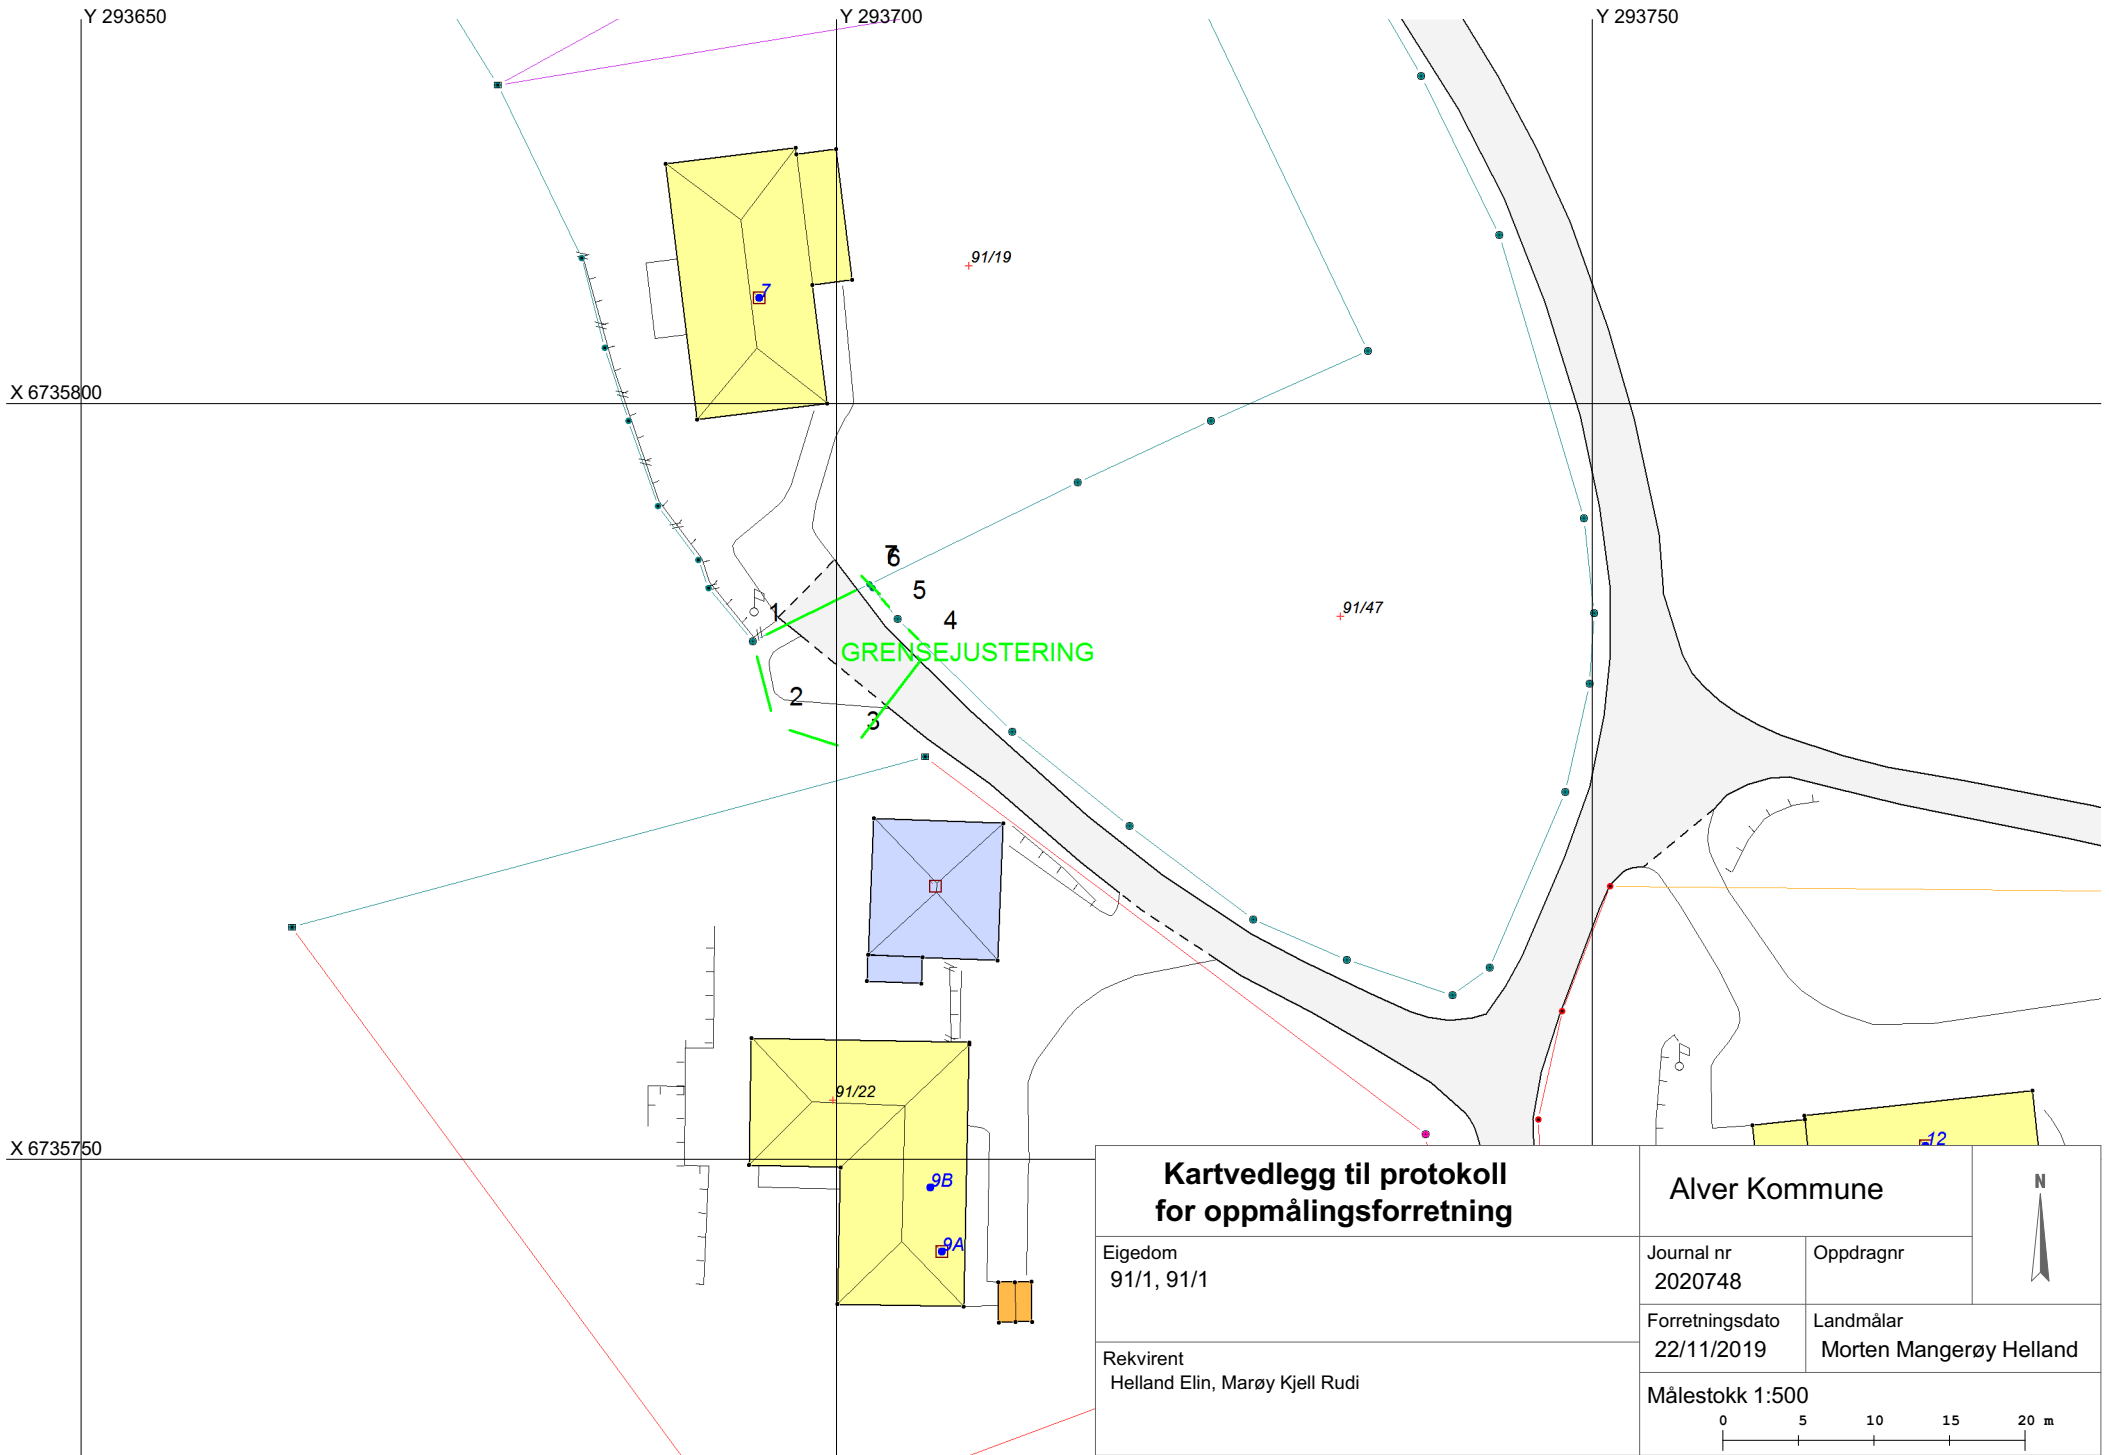 Y 293650
Y 293700
Y 293750
91/19
7
X 6735800
7
6
5
1
4
91/47
GRENSEJUSTERING
2
3
91/22
X 6735750
12
9B
9A
Kartvedlegg til protokoll
for oppmålingsforretning
Alver Kommune
N
Eigedom
91/1, 91/1
Journal nr
2020748
Oppdragnr
Forretningsdato
22/11/2019
Landmålar
Morten Mangerøy Helland
Rekvirent
Helland Elin, Marøy Kjell Rudi
Målestokk 1:500
0 5 10 15 20 m